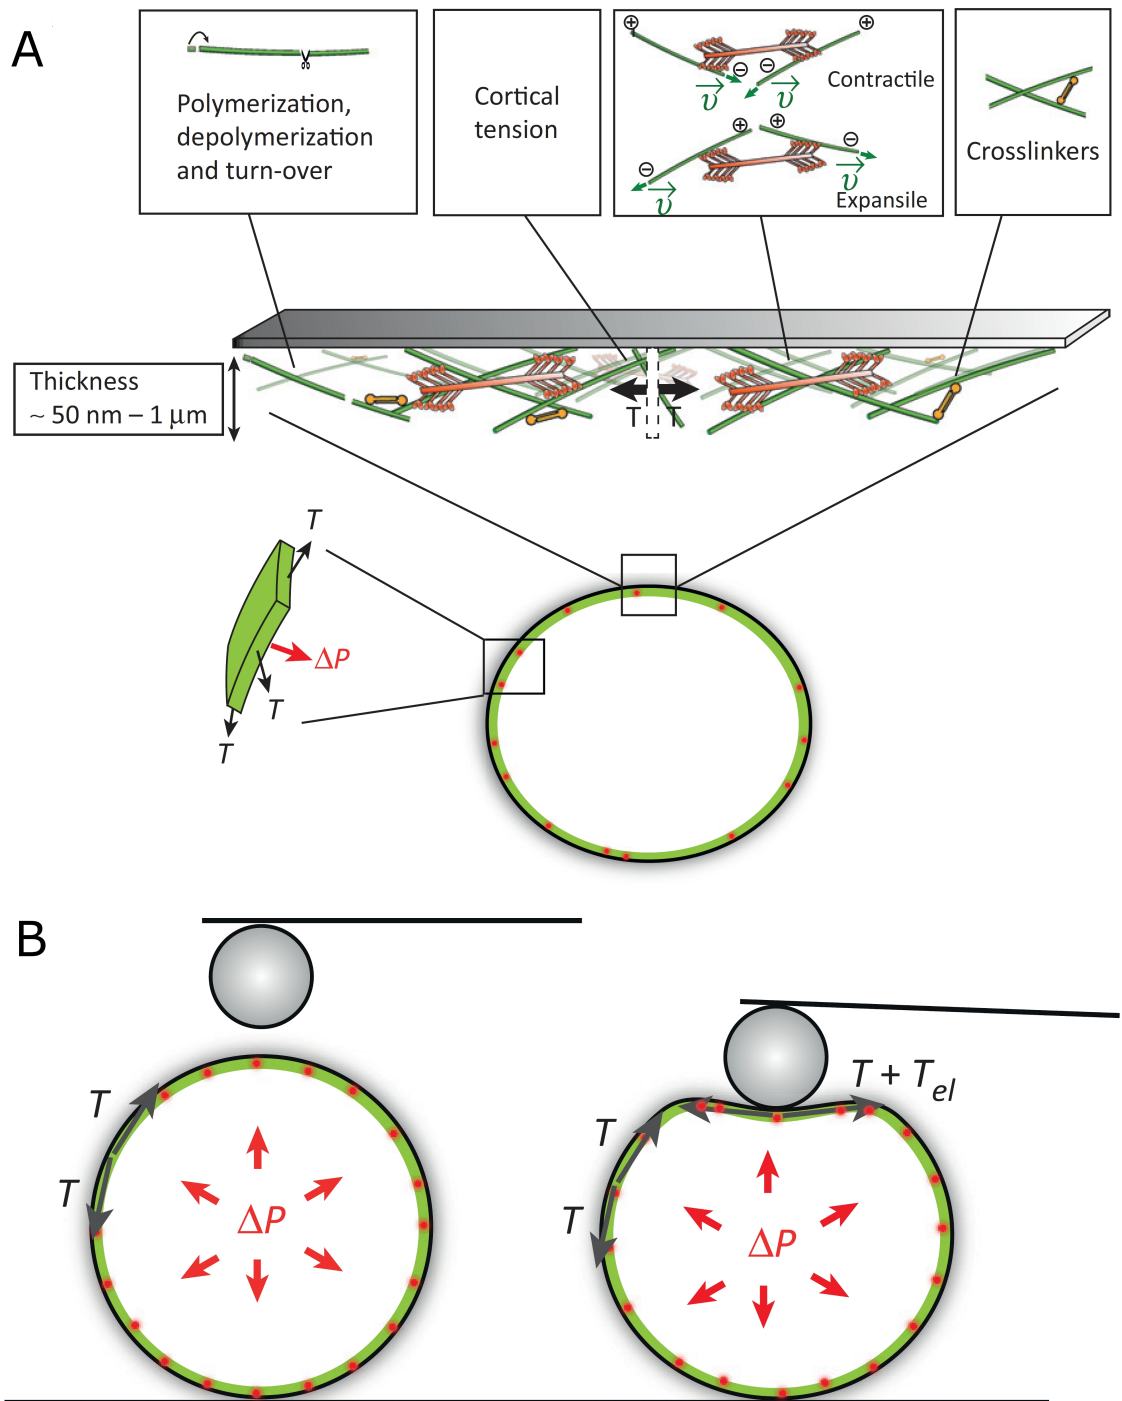 A
Polymerization,
depolymerization
and turn-over
Cortical
tension
⊕
⊕
⊖
⊖
Contractile
υ
υ
⊕
⊕
⊖
⊖
υ
υ
Expansile
Crosslinkers
Thickness
~ 50 nm – 1 μm
T
T
T
ΔP
T
T
B
T
T
ΔP
T + Tel
T
T
ΔP